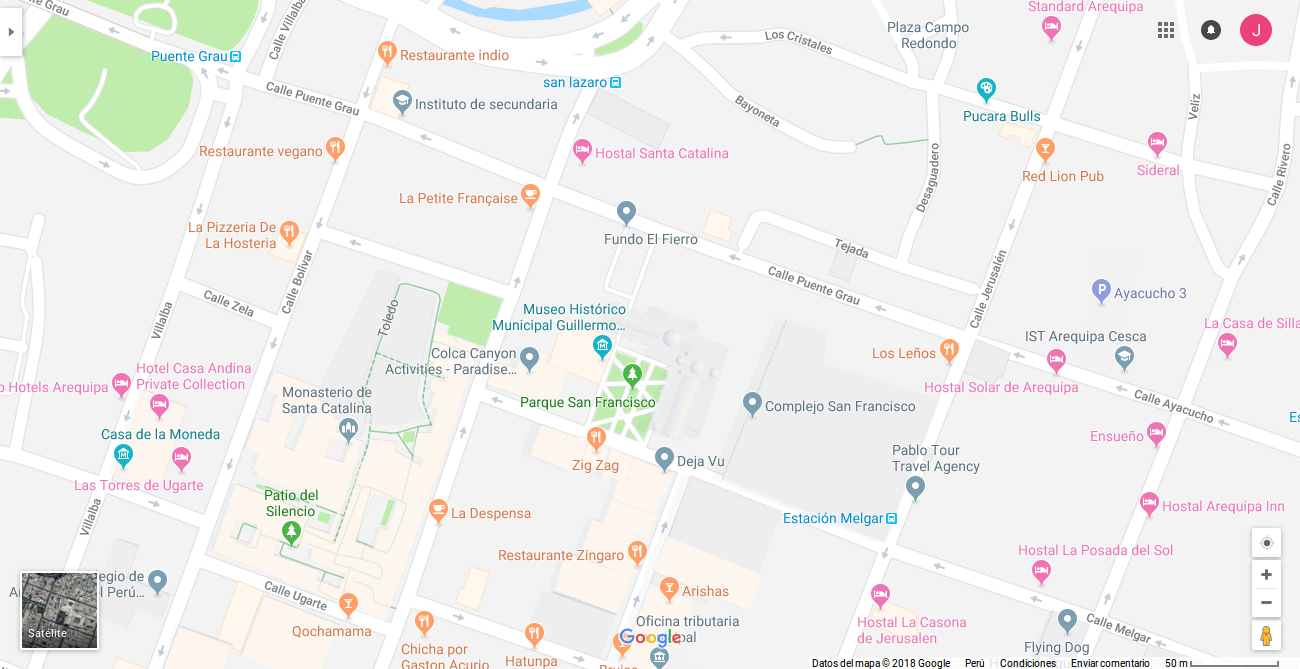 Puente Grau
Standard Arequipa
Plaza Campo
Redondo
J
Los Cristales
Calle Villalba
Puente Grau
Restaurante indio
san lazaro
Calle Puente Grau
Instituto de secundaria
Bayoneta
Veliz
Pucara Bulls
Restaurante vegano
Hostal Santa Catalina
Desaguadero
Red Lion Pub
Sideral
Calle Rivero
La Petite Française
La Pizzeria De
La Hosteria
Fundo El Fierro
Tejada
Calle Bolívar
Calle Zela
Calle Puente Grau
Calle Jerusalén
P
Ayacucho 3
Villalba
Toledo
Museo Histórico
Municipal Guillermo...
La Casa de Silla
IST Arequipa Cesca
Colca Canyon
Activities - Paradise...
Los Leños
Hotel Casa Andina
Private Collection
o Hotels Arequipa
Hostal Solar de Arequipa
Monasterio de
Santa Catalina
Parque San Francisco
Complejo San Francisco
Calle Ayacucho
Es
Casa de la Moneda
Ensueño
Zig Zag
Deja Vu
Pablo Tour
Travel Agency
Las Torres de Ugarte
Patio del
Silencio
Villalba
La Despensa
Estación Melgar
Hostal Arequipa Inn
Restaurante Zingaro
Hostal La Posada del Sol
Arishas
Calle Ugarte
Qochamama
Satélite
Oficina tributaria
Google
Hostal La Casona
de Jerusalen
Calle Melgar
Flying Dog
Chicha por
Gaston Acurio
Hatunpa
Datos del mapa © 2018 Google Perú Condiciones Enviar comentario 50 m